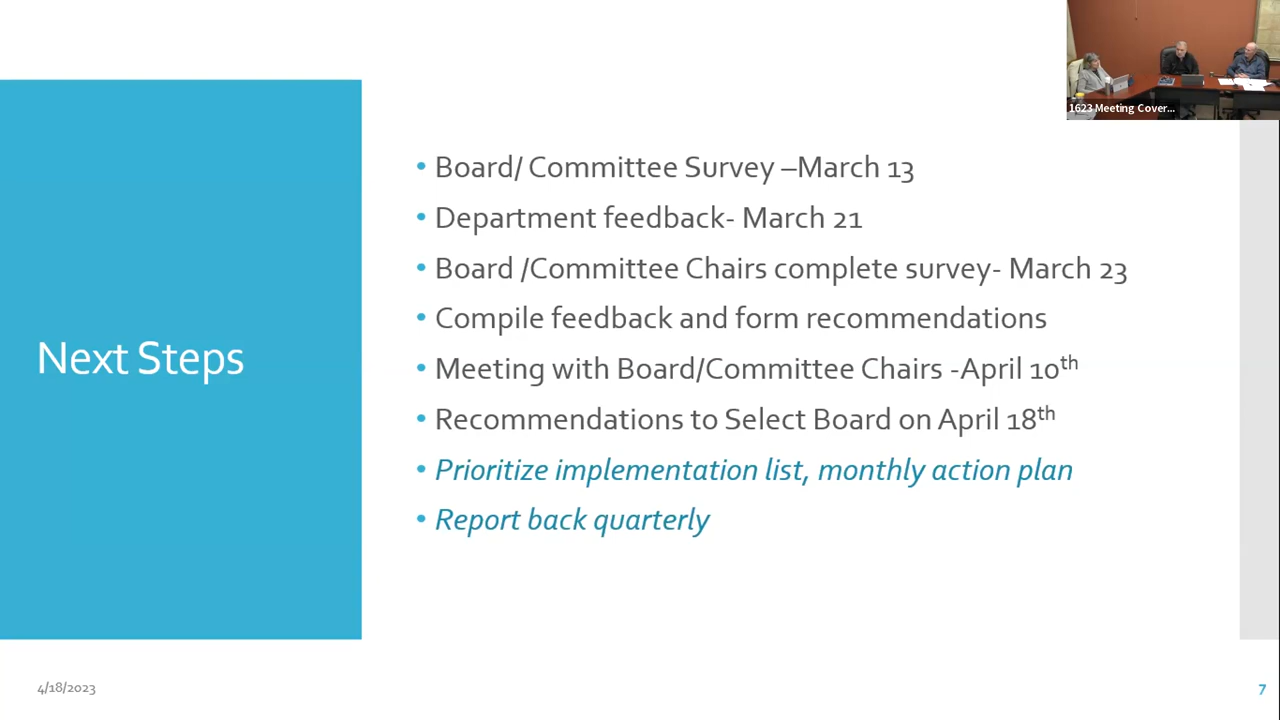 1623 Meeting Cover...
Next Steps
• Board/ Committee Survey –March 13
• Department feedback- March 21
• Board /Committee Chairs complete survey- March 23
• Compile feedback and form recommendations
• Meeting with Board/Committee Chairs -April 10th
• Recommendations to Select Board on April 18th
• Prioritize implementation list, monthly action plan
• Report back quarterly
4/18/2023
7